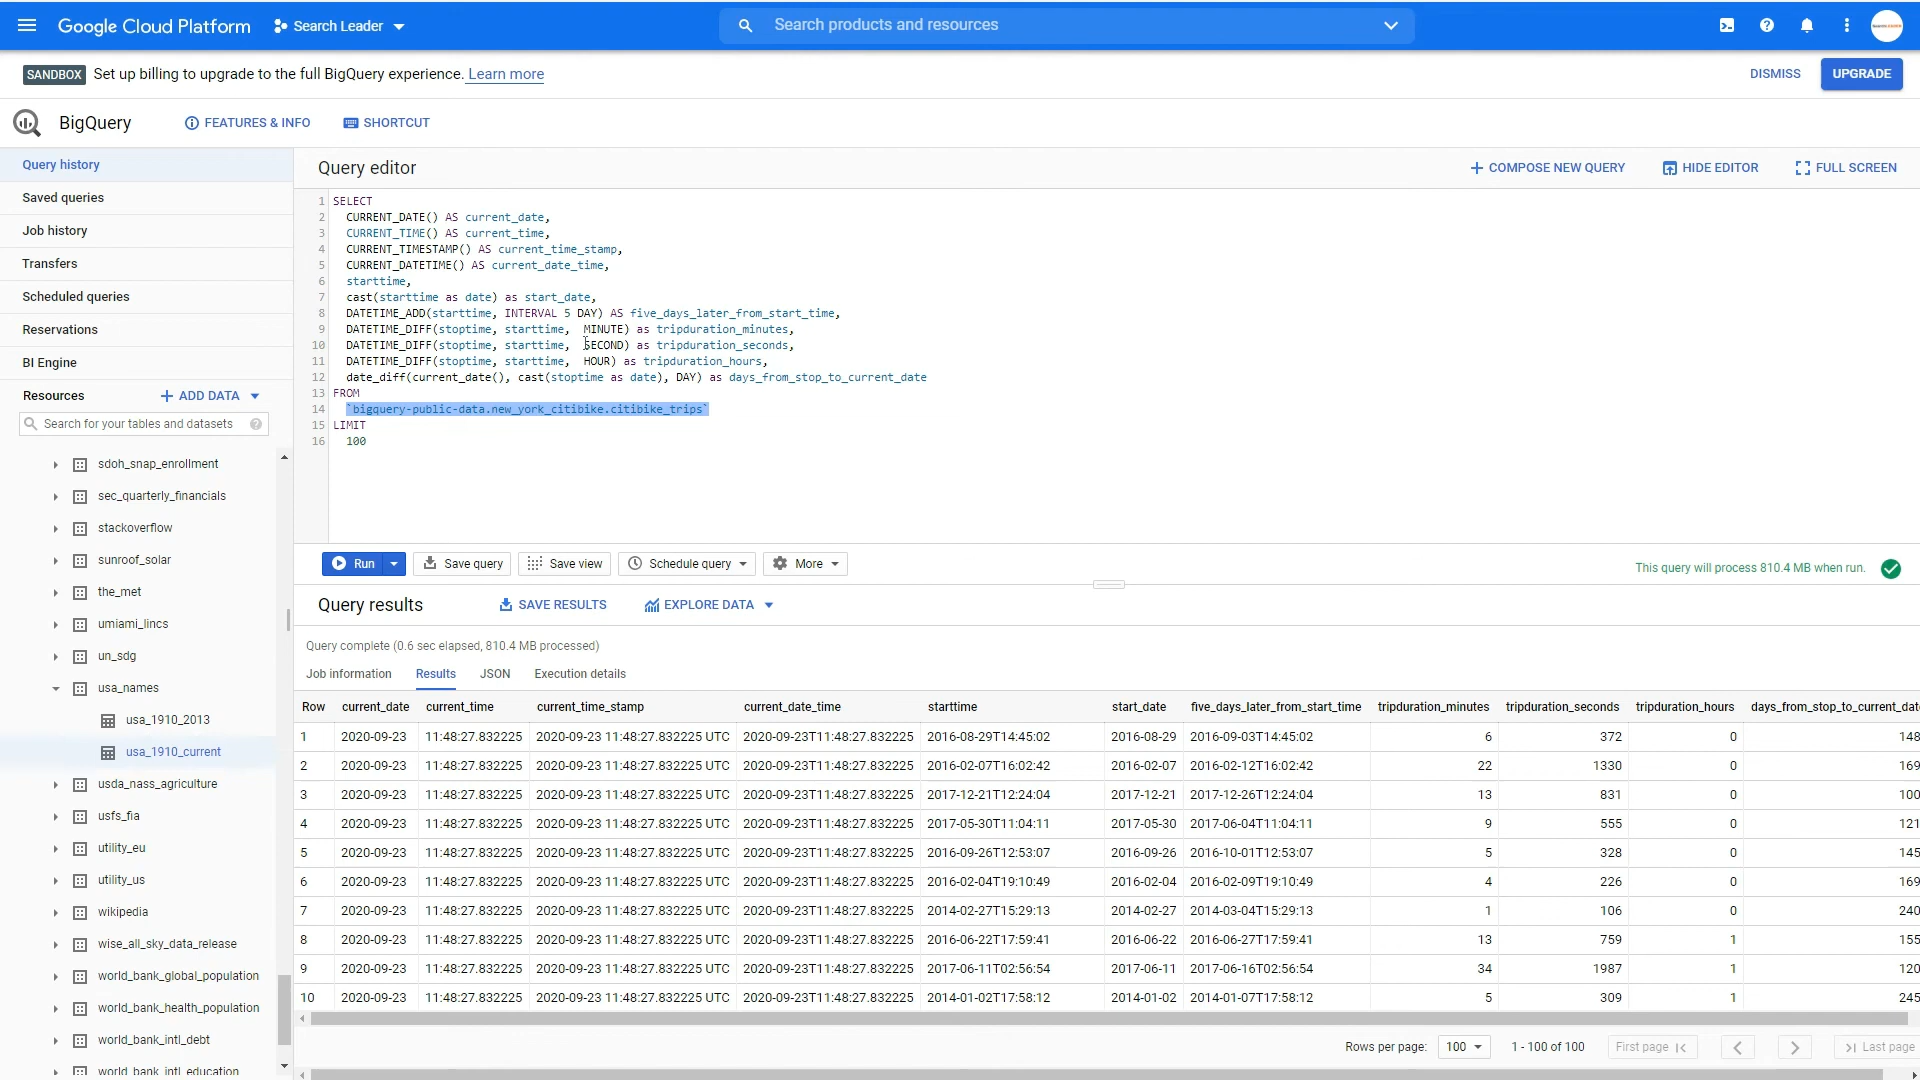 Google Cloud Platform
Search Leader
Search products and resources
SANDBOX Set up billing to upgrade to the full BigQuery experience. Learn more
DISMISS UPGRADE
BigQuery
FEATURES & INFO
SHORTCUT
Query history
Saved queries
Job history
Transfers
Scheduled queries
Reservations
BI Engine
Resources
ADD DATA
Search for your tables and datasets
sdoh_snap_enrollment
sec_quarterly_financials
stackoverflow
sunroof_solar
the_met
umiami_lincs
un_sdg
usa_names
usa_1910_2013
usa_1910_current
usda_nass_agriculture
usfs_fia
utility_eu
utility_us
wikipedia
wise_all_sky_data_release
world_bank_global_population
world_bank_health_population
world_bank_intl_debt
world_bank_intl_education
Query editor
COMPOSE NEW QUERY
HIDE EDITOR
FULL SCREEN
1 SELECT
2 CURRENT_DATE() AS current_date,
3 CURRENT_TIME() AS current_time,
4 CURRENT_TIMESTAMP() AS current_time_stamp,
5 CURRENT_DATETIME() AS current_date_time,
6 starttime,
7 cast(starttime as date) as start_date,
8 DATETIME_ADD(starttime, INTERVAL 5 DAY) AS five_days_later_from_start_time,
9 DATETIME_DIFF(stoptime, starttime, MINUTE) as tripduration_minutes,
10 DATETIME_DIFF(stoptime, starttime, SECOND) as tripduration_seconds,
11 DATETIME_DIFF(stoptime, starttime, HOUR) as tripduration_hours,
12 date_diff(current_date(), cast(stoptime as date), DAY) as days_from_stop_to_current_date
13 FROM
14 `bigquery-public-data.new_york_citibike.citibike_trips`
15 LIMIT
16 100
Run
Save query
Save view
Schedule query
More
This query will process 810.4 MB when run.
Query results
SAVE RESULTS
EXPLORE DATA
Query complete (0.6 sec elapsed, 810.4 MB processed)
Job information Results JSON Execution details
Row current_date current_time current_time_stamp current_date_time starttime start_date five_days_later_from_start_time tripduration_minutes tripduration_seconds tripduration_hours days_from_stop_to_current_dat
1 2020-09-23 11:48:27.832225 2020-09-23 11:48:27.832225 UTC 2020-09-23T11:48:27.832225 2016-08-29T14:45:02 2016-08-29 2016-09-03T14:45:02 6 372 0 148
2 2020-09-23 11:48:27.832225 2020-09-23 11:48:27.832225 UTC 2020-09-23T11:48:27.832225 2016-02-07T16:02:42 2016-02-07 2016-02-12T16:02:42 22 1330 0 169
3 2020-09-23 11:48:27.832225 2020-09-23 11:48:27.832225 UTC 2020-09-23T11:48:27.832225 2017-12-21T12:24:04 2017-12-21 2017-12-26T12:24:04 13 831 0 100
4 2020-09-23 11:48:27.832225 2020-09-23 11:48:27.832225 UTC 2020-09-23T11:48:27.832225 2017-05-30T11:04:11 2017-05-30 2017-06-04T11:04:11 9 555 0 121
5 2020-09-23 11:48:27.832225 2020-09-23 11:48:27.832225 UTC 2020-09-23T11:48:27.832225 2016-09-26T12:53:07 2016-09-26 2016-10-01T12:53:07 5 328 0 145
6 2020-09-23 11:48:27.832225 2020-09-23 11:48:27.832225 UTC 2020-09-23T11:48:27.832225 2016-02-04T19:10:49 2016-02-04 2016-02-09T19:10:49 4 226 0 169
7 2020-09-23 11:48:27.832225 2020-09-23 11:48:27.832225 UTC 2020-09-23T11:48:27.832225 2014-02-27T15:29:13 2014-02-27 2014-03-04T15:29:13 1 106 0 240
8 2020-09-23 11:48:27.832225 2020-09-23 11:48:27.832225 UTC 2020-09-23T11:48:27.832225 2016-06-22T17:59:41 2016-06-22 2016-06-27T17:59:41 13 759 1 155
9 2020-09-23 11:48:27.832225 2020-09-23 11:48:27.832225 UTC 2020-09-23T11:48:27.832225 2017-06-11T02:56:54 2017-06-11 2017-06-16T02:56:54 34 1987 1 120
10 2020-09-23 11:48:27.832225 2020-09-23 11:48:27.832225 UTC 2020-09-23T11:48:27.832225 2014-01-02T17:58:12 2014-01-02 2014-01-07T17:58:12 5 309 1 245
Rows per page: 100 1 - 100 of 100 First page Last page